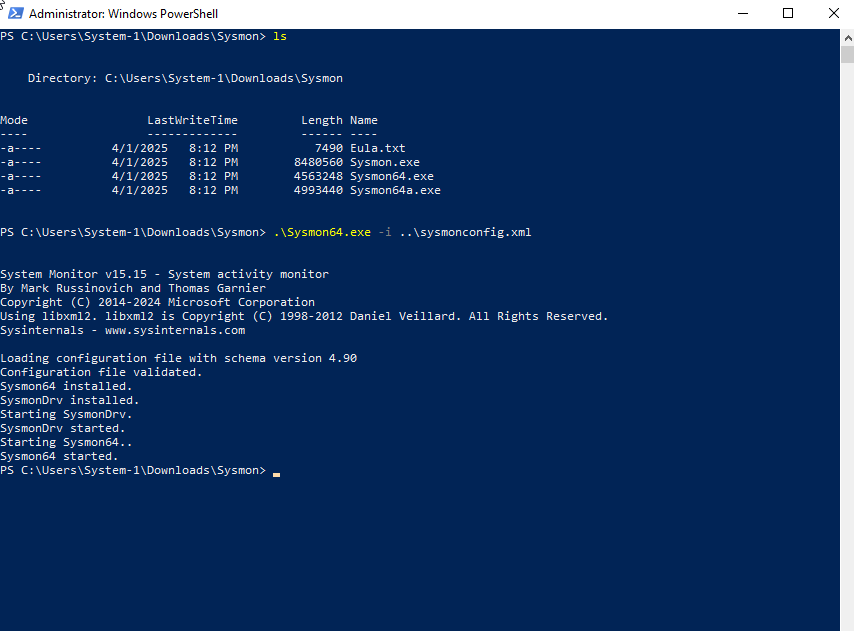 Administrator: Windows PowerShell
PS C:\Users\System-1\Downloads\Sysmon> ls
Directory: C:\Users\System-1\Downloads\Sysmon
Mode LastWriteTime Length Name
---- ------------- ------ ----
-a---- 4/1/2025 8:12 PM 7490 Eula.txt
-a---- 4/1/2025 8:12 PM 8480560 Sysmon.exe
-a---- 4/1/2025 8:12 PM 4563248 Sysmon64.exe
-a---- 4/1/2025 8:12 PM 4993440 Sysmon64a.exe
PS C:\Users\System-1\Downloads\Sysmon> .\Sysmon64.exe -i ..\sysmonconfig.xml
System Monitor v15.15 - System activity monitor
By Mark Russinovich and Thomas Garnier
Copyright (C) 2014-2024 Microsoft Corporation
Using libxml2. libxml2 is Copyright (C) 1998-2012 Daniel Veillard. All Rights Reserved.
Sysinternals - www.sysinternals.com
Loading configuration file with schema version 4.90
Configuration file validated.
Sysmon64 installed.
SysmonDrv installed.
Starting SysmonDrv.
SysmonDrv started.
Starting Sysmon64..
Sysmon64 started.
PS C:\Users\System-1\Downloads\Sysmon>